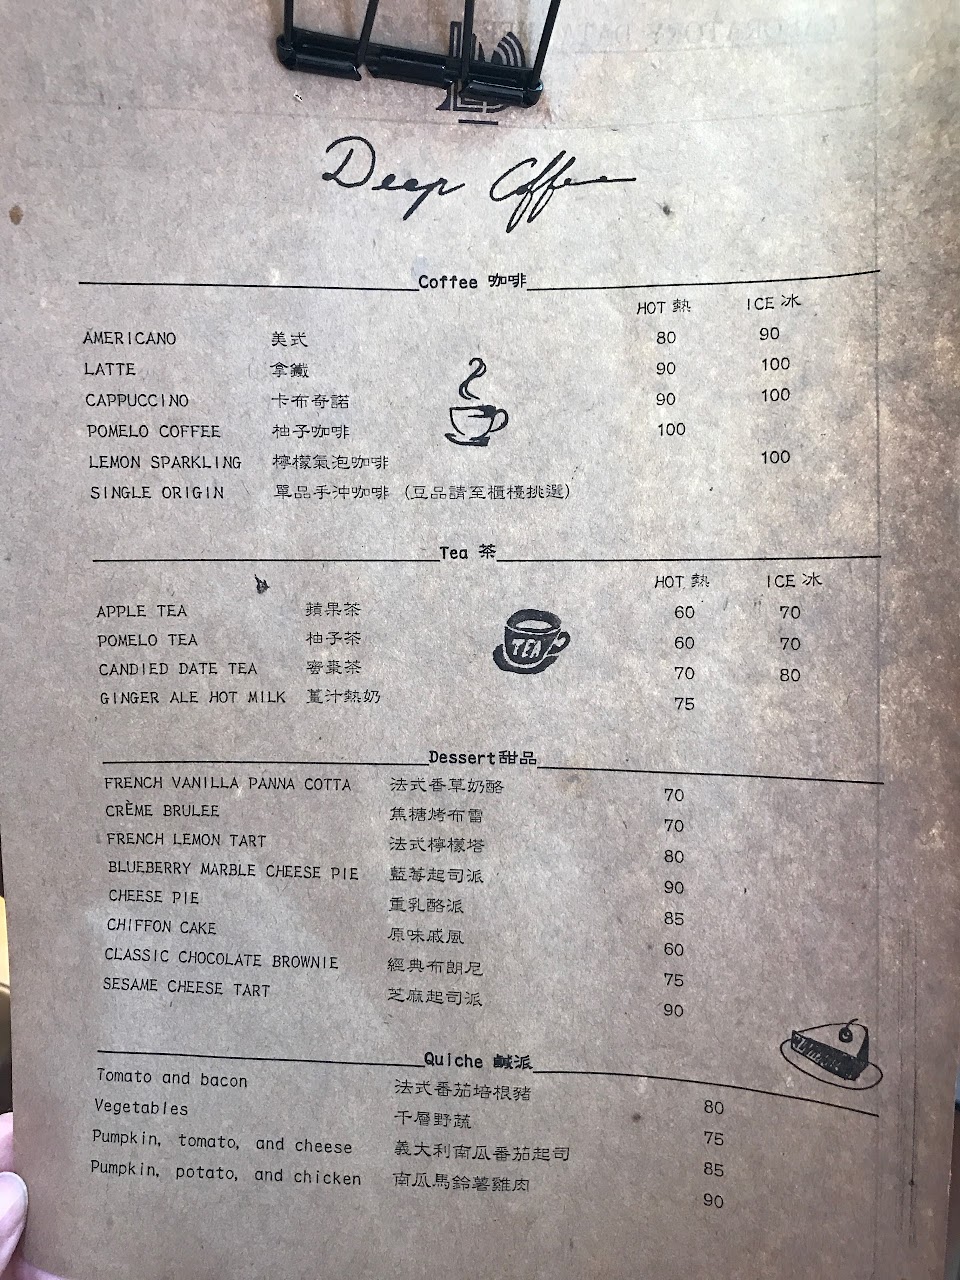 Deep Coffee
Coffee 咖啡
HOT 熱 ICE 冰
AMERICANO 美式 80 90
LATTE 拿鐵 90 100
CAPPUCCINO 卡布奇諾 90 100
POMELO COFFEE 柚子咖啡 100
LEMON SPARKLING 檸檬氣泡咖啡 100
SINGLE ORIGIN 單品手沖咖啡 (豆品請至櫃檯挑選)
Tea 茶
HOT 熱 ICE 冰
APPLE TEA 蘋果茶 60 70
POMELO TEA 柚子茶 60 70
CANDIED DATE TEA 密棗茶 70 80
GINGER ALE HOT MILK 薑汁熱奶 75
TEA
Dessert甜品
FRENCH VANILLA PANNA COTTA 法式香草奶酪 70
CRÈME BRULEE 焦糖烤布雷 70
FRENCH LEMON TART 法式檸檬塔 80
BLUEBERRY MARBLE CHEESE PIE 藍莓起司派 90
CHEESE PIE 重乳酪派 85
CHIFFON CAKE 原味戚風 60
CLASSIC CHOCOLATE BROWNIE 經典布朗尼 75
SESAME CHEESE TART 芝麻起司派 90
Quiche 鹹派
Tomato and bacon 法式番茄培根豬 80
Vegetables 千層野蔬 75
Pumpkin, tomato, and cheese 義大利南瓜番茄起司 85
Pumpkin, potato, and chicken 南瓜馬鈴薯雞肉 90